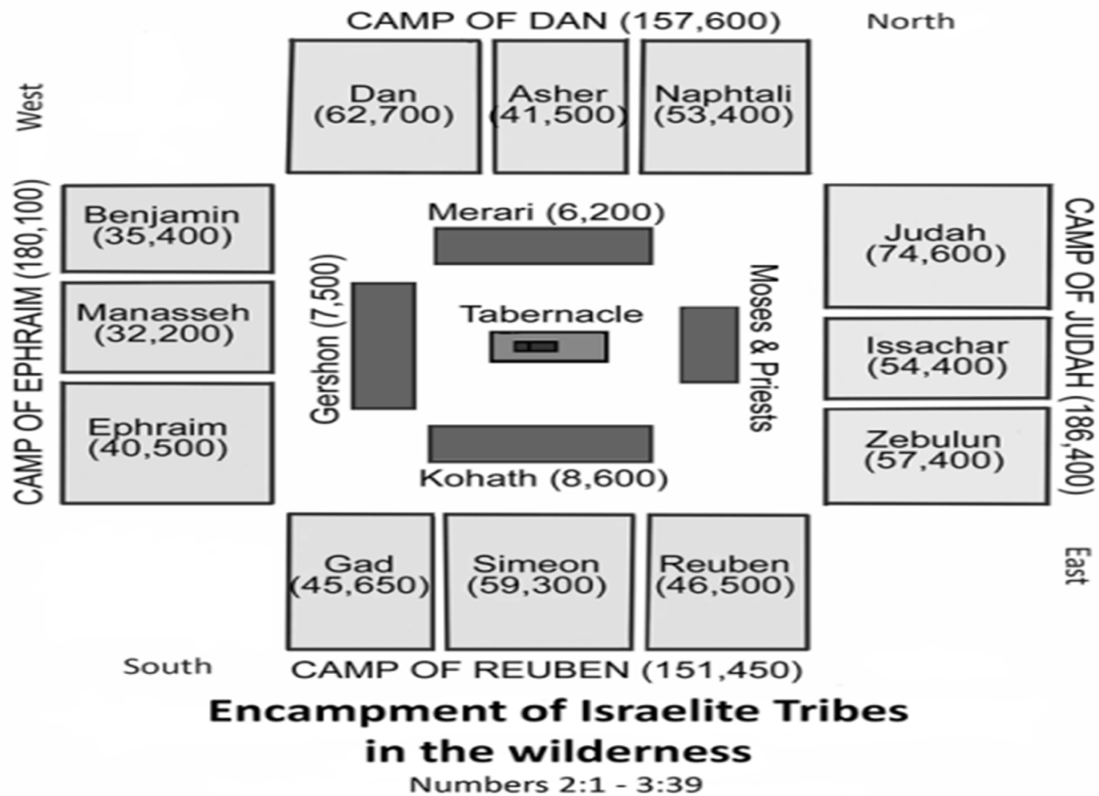 CAMP OF DAN (157,600)
North
West
Dan
(62,700)
Asher
(41,500)
Naphtali
(53,400)
CAMP OF EPHRAIM (180,100)
Benjamin
(35,400)
Manasseh
(32,200)
Ephraim
(40,500)
Merari (6,200)
Gershon (7,500)
Tabernacle
Moses & Priests
Kohath (8,600)
Judah
(74,600)
Issachar
(54,400)
Zebulun
(57,400)
CAMP OF JUDAH (186,400)
East
Gad
(45,650)
Simeon
(59,300)
Reuben
(46,500)
South
CAMP OF REUBEN (151,450)
Encampment of Israelite Tribes
in the wilderness
Numbers 2:1 - 3:39